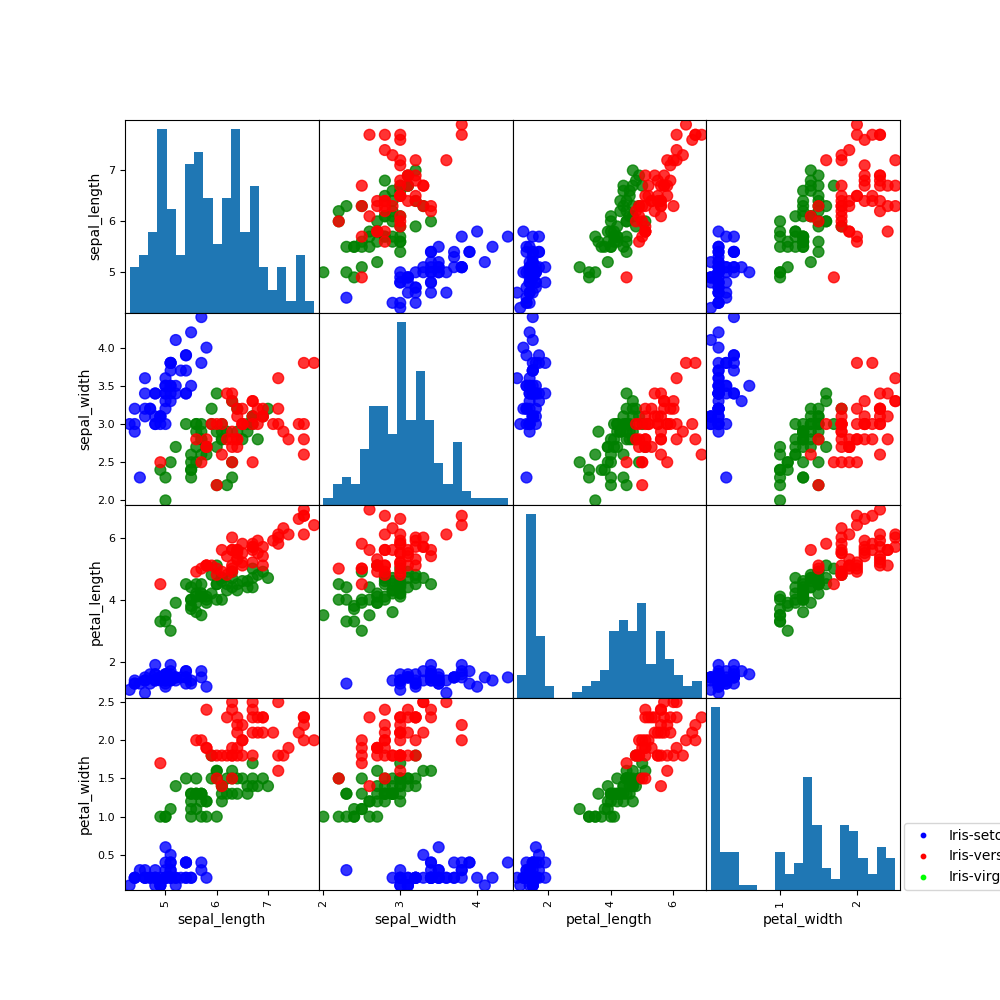 sepal_length
7
6
5
sepal_width
4.0
3.5
3.0
2.5
2.0
petal_length
6
4
2
petal_width
2.5
2.0
1.5
1.0
0.5
5 6 7 2 3 4 2 4 6 1 2
sepal_length sepal_width petal_length petal_width
Iris-seto
Iris-vers
Iris-virg